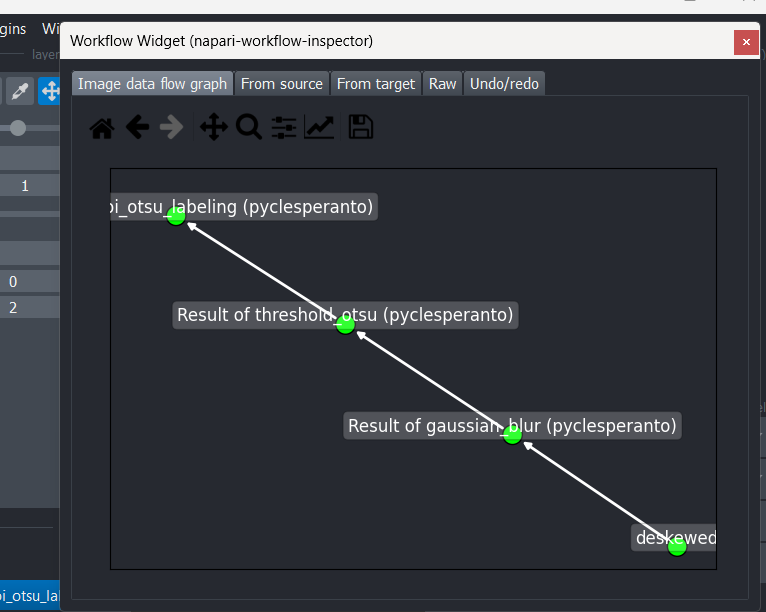 gins Wi
Workflow Widget (napari-workflow-inspector)
laye
Image data flow graph From source From target Raw Undo/redo
1
oi_otsu_labeling (pyclesperanto)
0
2
Result of threshold_otsu (pyclesperanto)
Result of gaussian_blur (pyclesperanto)
deskewed
oi_otsu_la